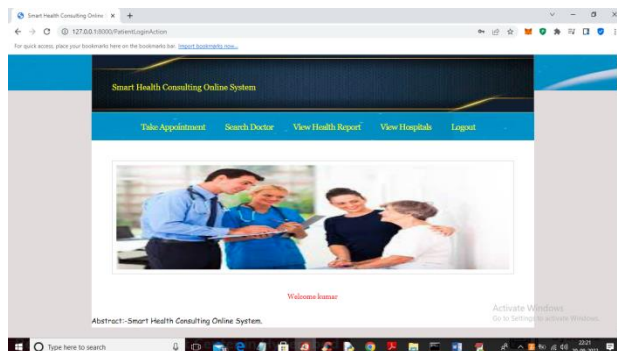 Smart Health Consulting Online
127.0.0.1:8000/PatientLoginAction
For quick access, place your bookmarks here on the bookmarks bar. Import bookmarks now...
Smart Health Consulting Online System
Take Appointment Search Doctor View Health Report View Hospitals Logout
Welcome kumar
Abstract:-Smart Health Consulting Online System.
Activate Windows
Go to Settings to activate Windows.
Type here to search
22:21